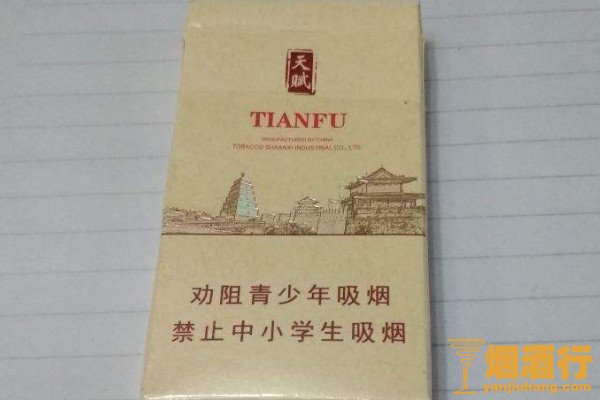 天赋
TIANFU
MANUFACTURED BY CHINA
TOBACCO SHAANXI INDUSTRIAL CO., LTD
劝阻青少年吸烟
禁止中小学生吸烟
烟酒行
yanjiuhang.com